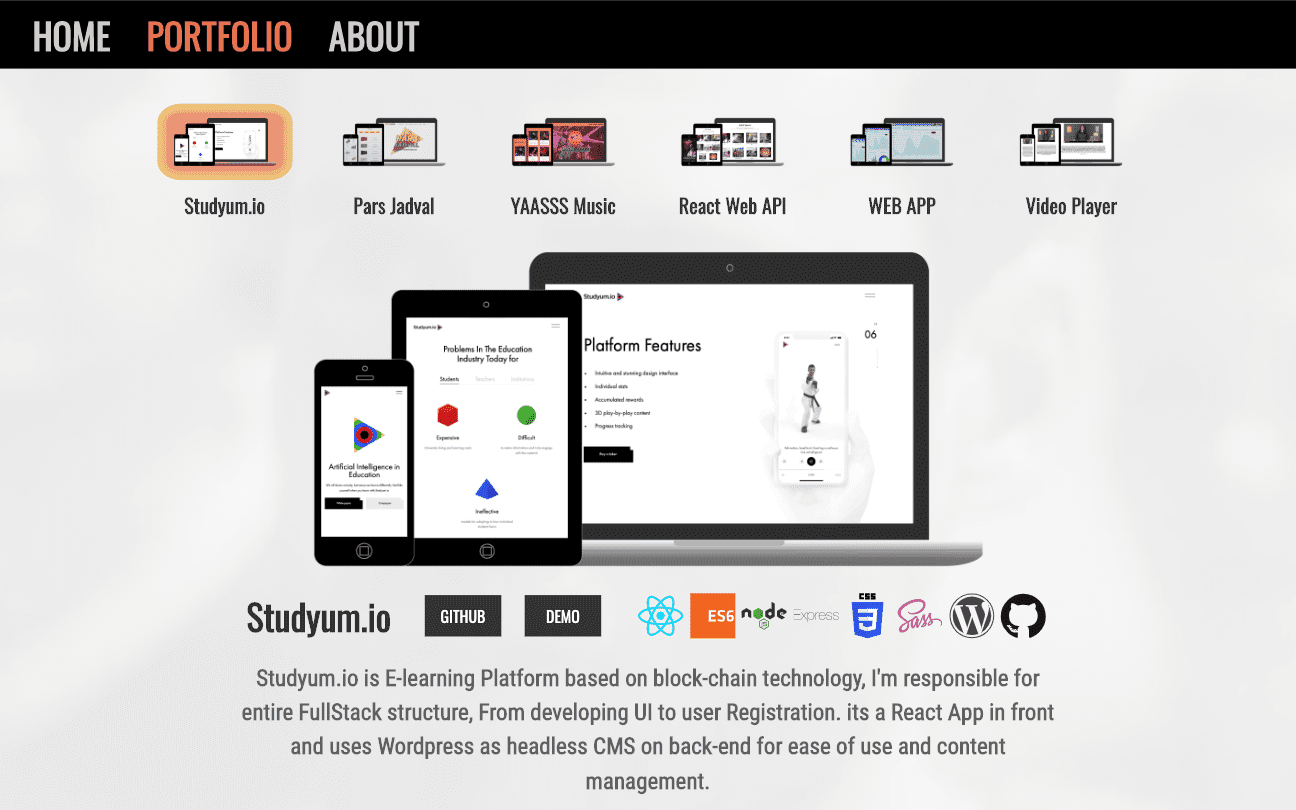 HOME PORTFOLIO ABOUT
Studyum.io Pars Jadval YAASSS Music React Web API WEB APP Video Player
Studyum.io
Platform Features
Intuitive and stunning design interface
Individual stats
Accumulated rewards
3D play-by-play content
Progress tracking
06
Studyum.io
Problems In The Education
Industry Today for
Students Teachers Institutions
Expensive Difficult
Ineffective
Artificial Intelligence in
Education
Studyum.io GITHUB DEMO ES6 node JS Express CSS 3 Sass
Studyum.io is E-learning Platform based on block-chain technology, I'm responsible for
entire FullStack structure, From developing UI to user Registration. its a React App in front
and uses Wordpress as headless CMS on back-end for ease of use and content
management.